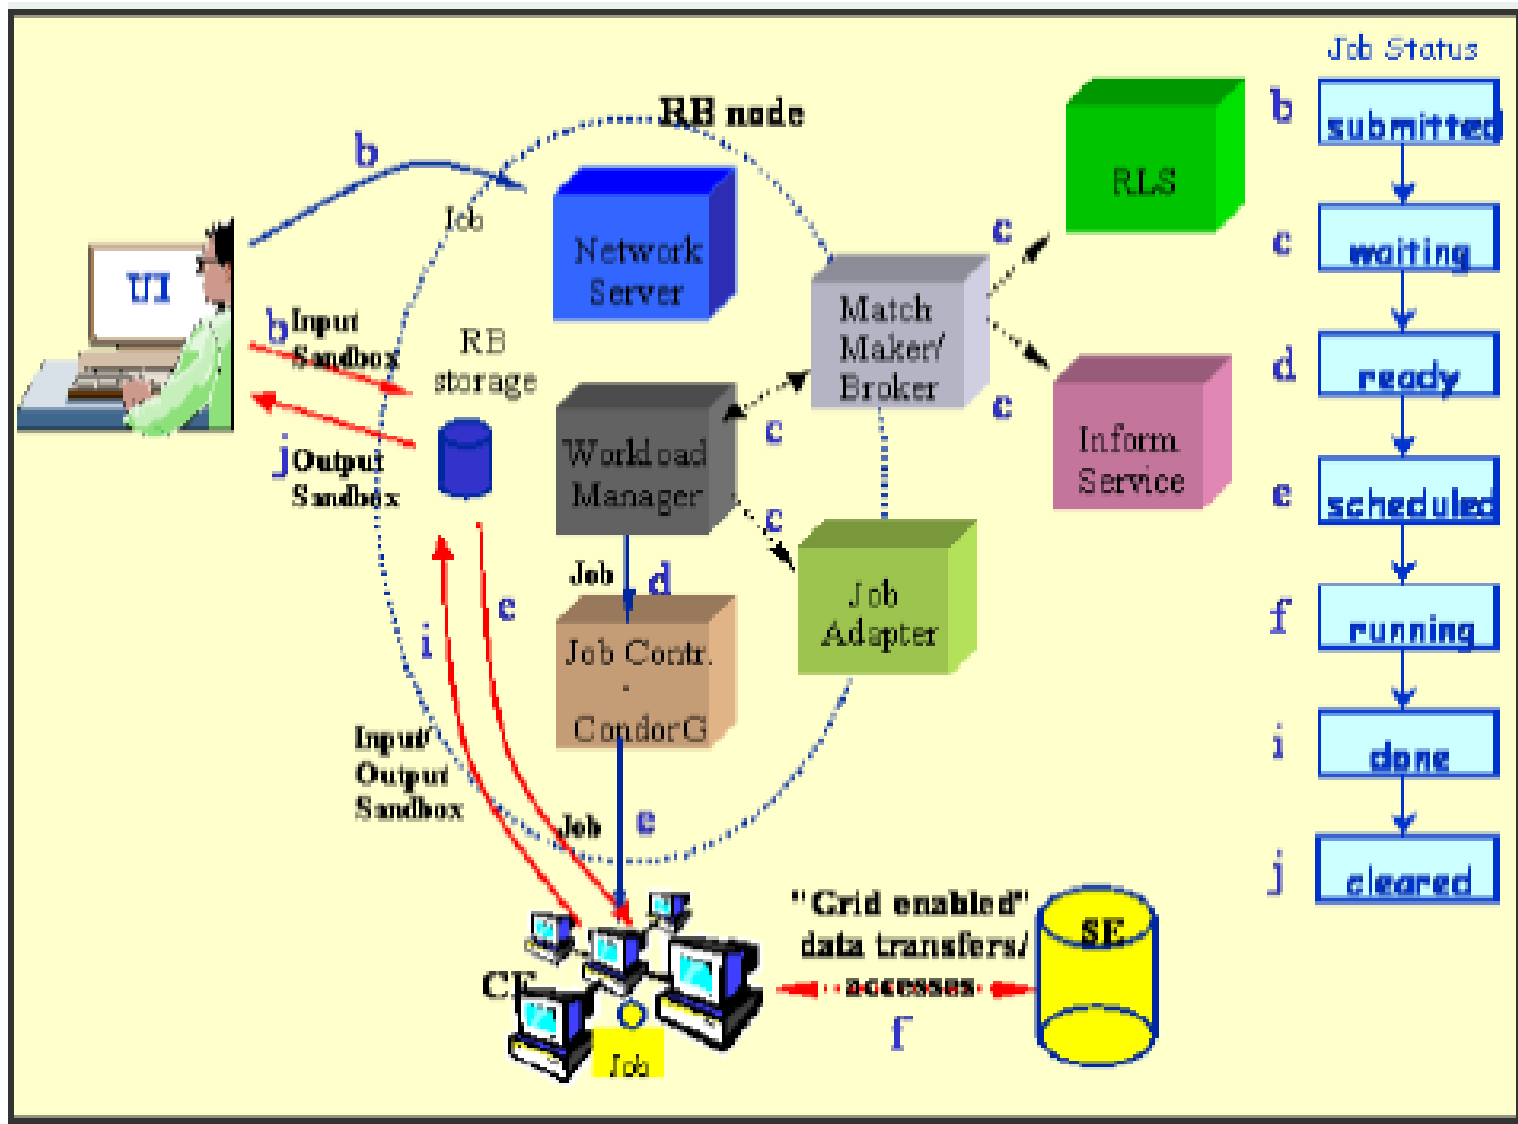 Job Status
RB node
b
submitted
b
RLS
Job
c
Network
Server
c
waiting
UI
Match
Maker/
Broker
b
Input
Sandbox
RB
storage
d
ready
c
c
Inform
Service
j
Output
Sandbox
Workload
Manager
c
e
scheduled
Job
d
e
Job
Adapter
f
running
i
Job Contr.
-
CondorG
Input/
Output
Sandbox
i
done
Job
e
j
cleared
"Grid enabled"
data transfers/
accesses
SE
CE
f
Job